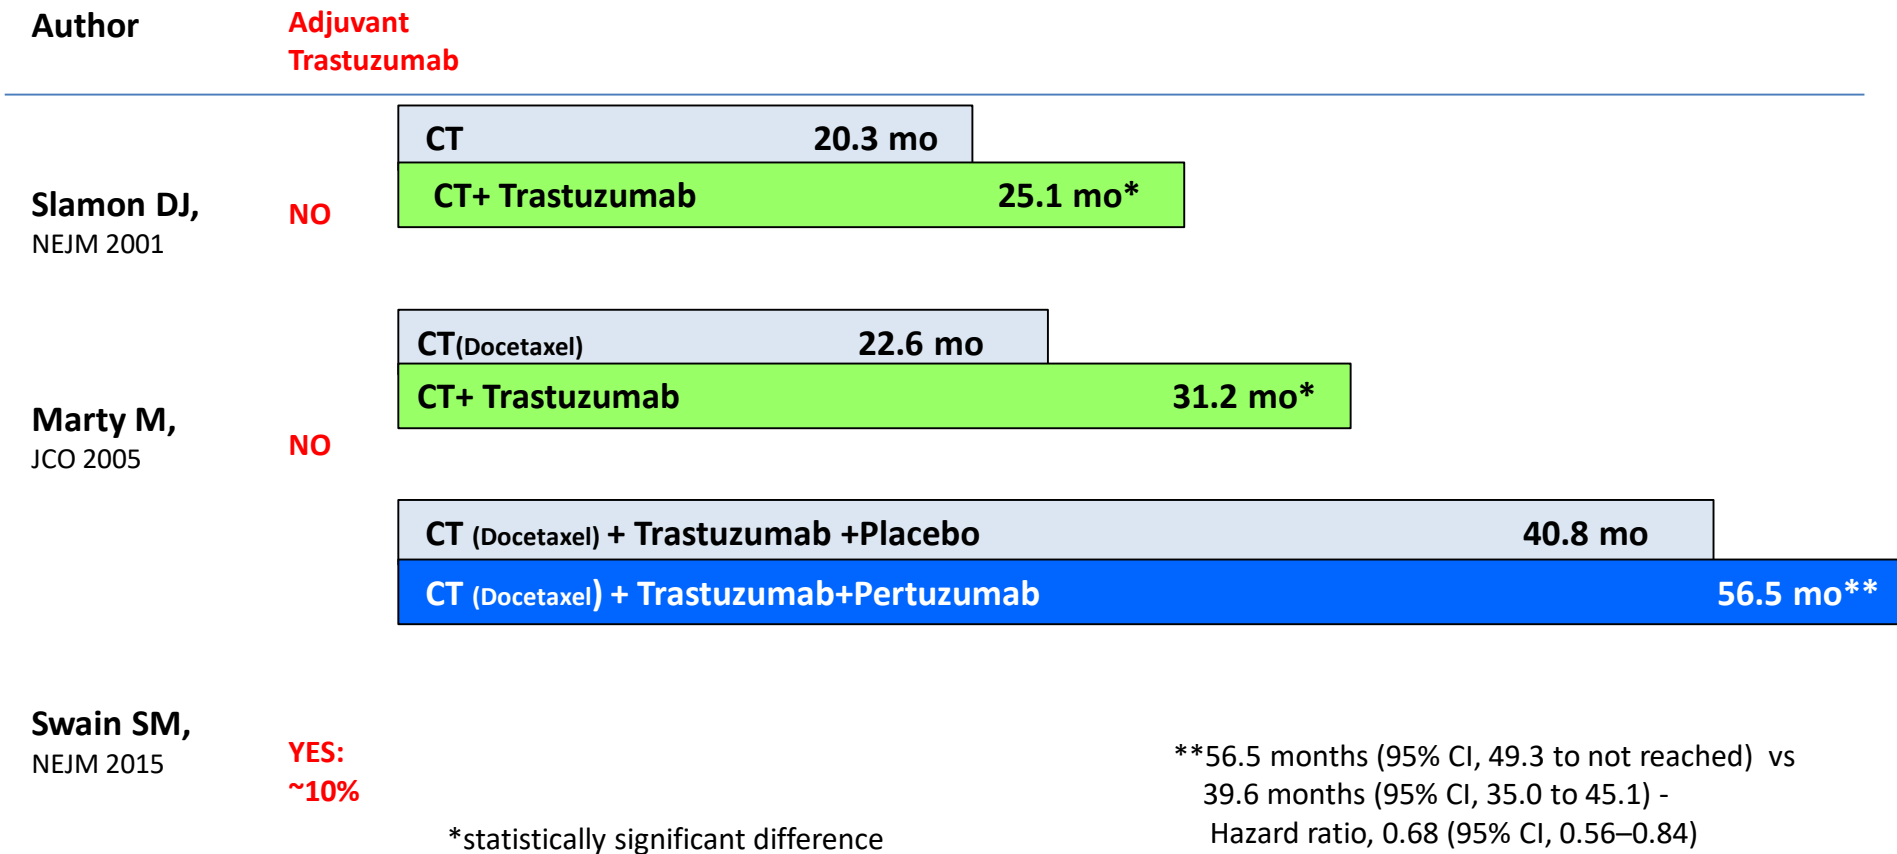 Author
Adjuvant
Trastuzumab
CT 20.3 mo
CT+ Trastuzumab 25.1 mo*
Slamon DJ,
NEJM 2001
NO
CT(Docetaxel) 22.6 mo
CT+ Trastuzumab 31.2 mo*
Marty M,
JCO 2005
NO
CT (Docetaxel) + Trastuzumab +Placebo 40.8 mo
CT (Docetaxel) + Trastuzumab+Pertuzumab 56.5 mo**
Swain SM,
NEJM 2015
YES:
~10%
**56.5 months (95% CI, 49.3 to not reached) vs
39.6 months (95% CI, 35.0 to 45.1) -
Hazard ratio, 0.68 (95% CI, 0.56–0.84)
*statistically significant difference